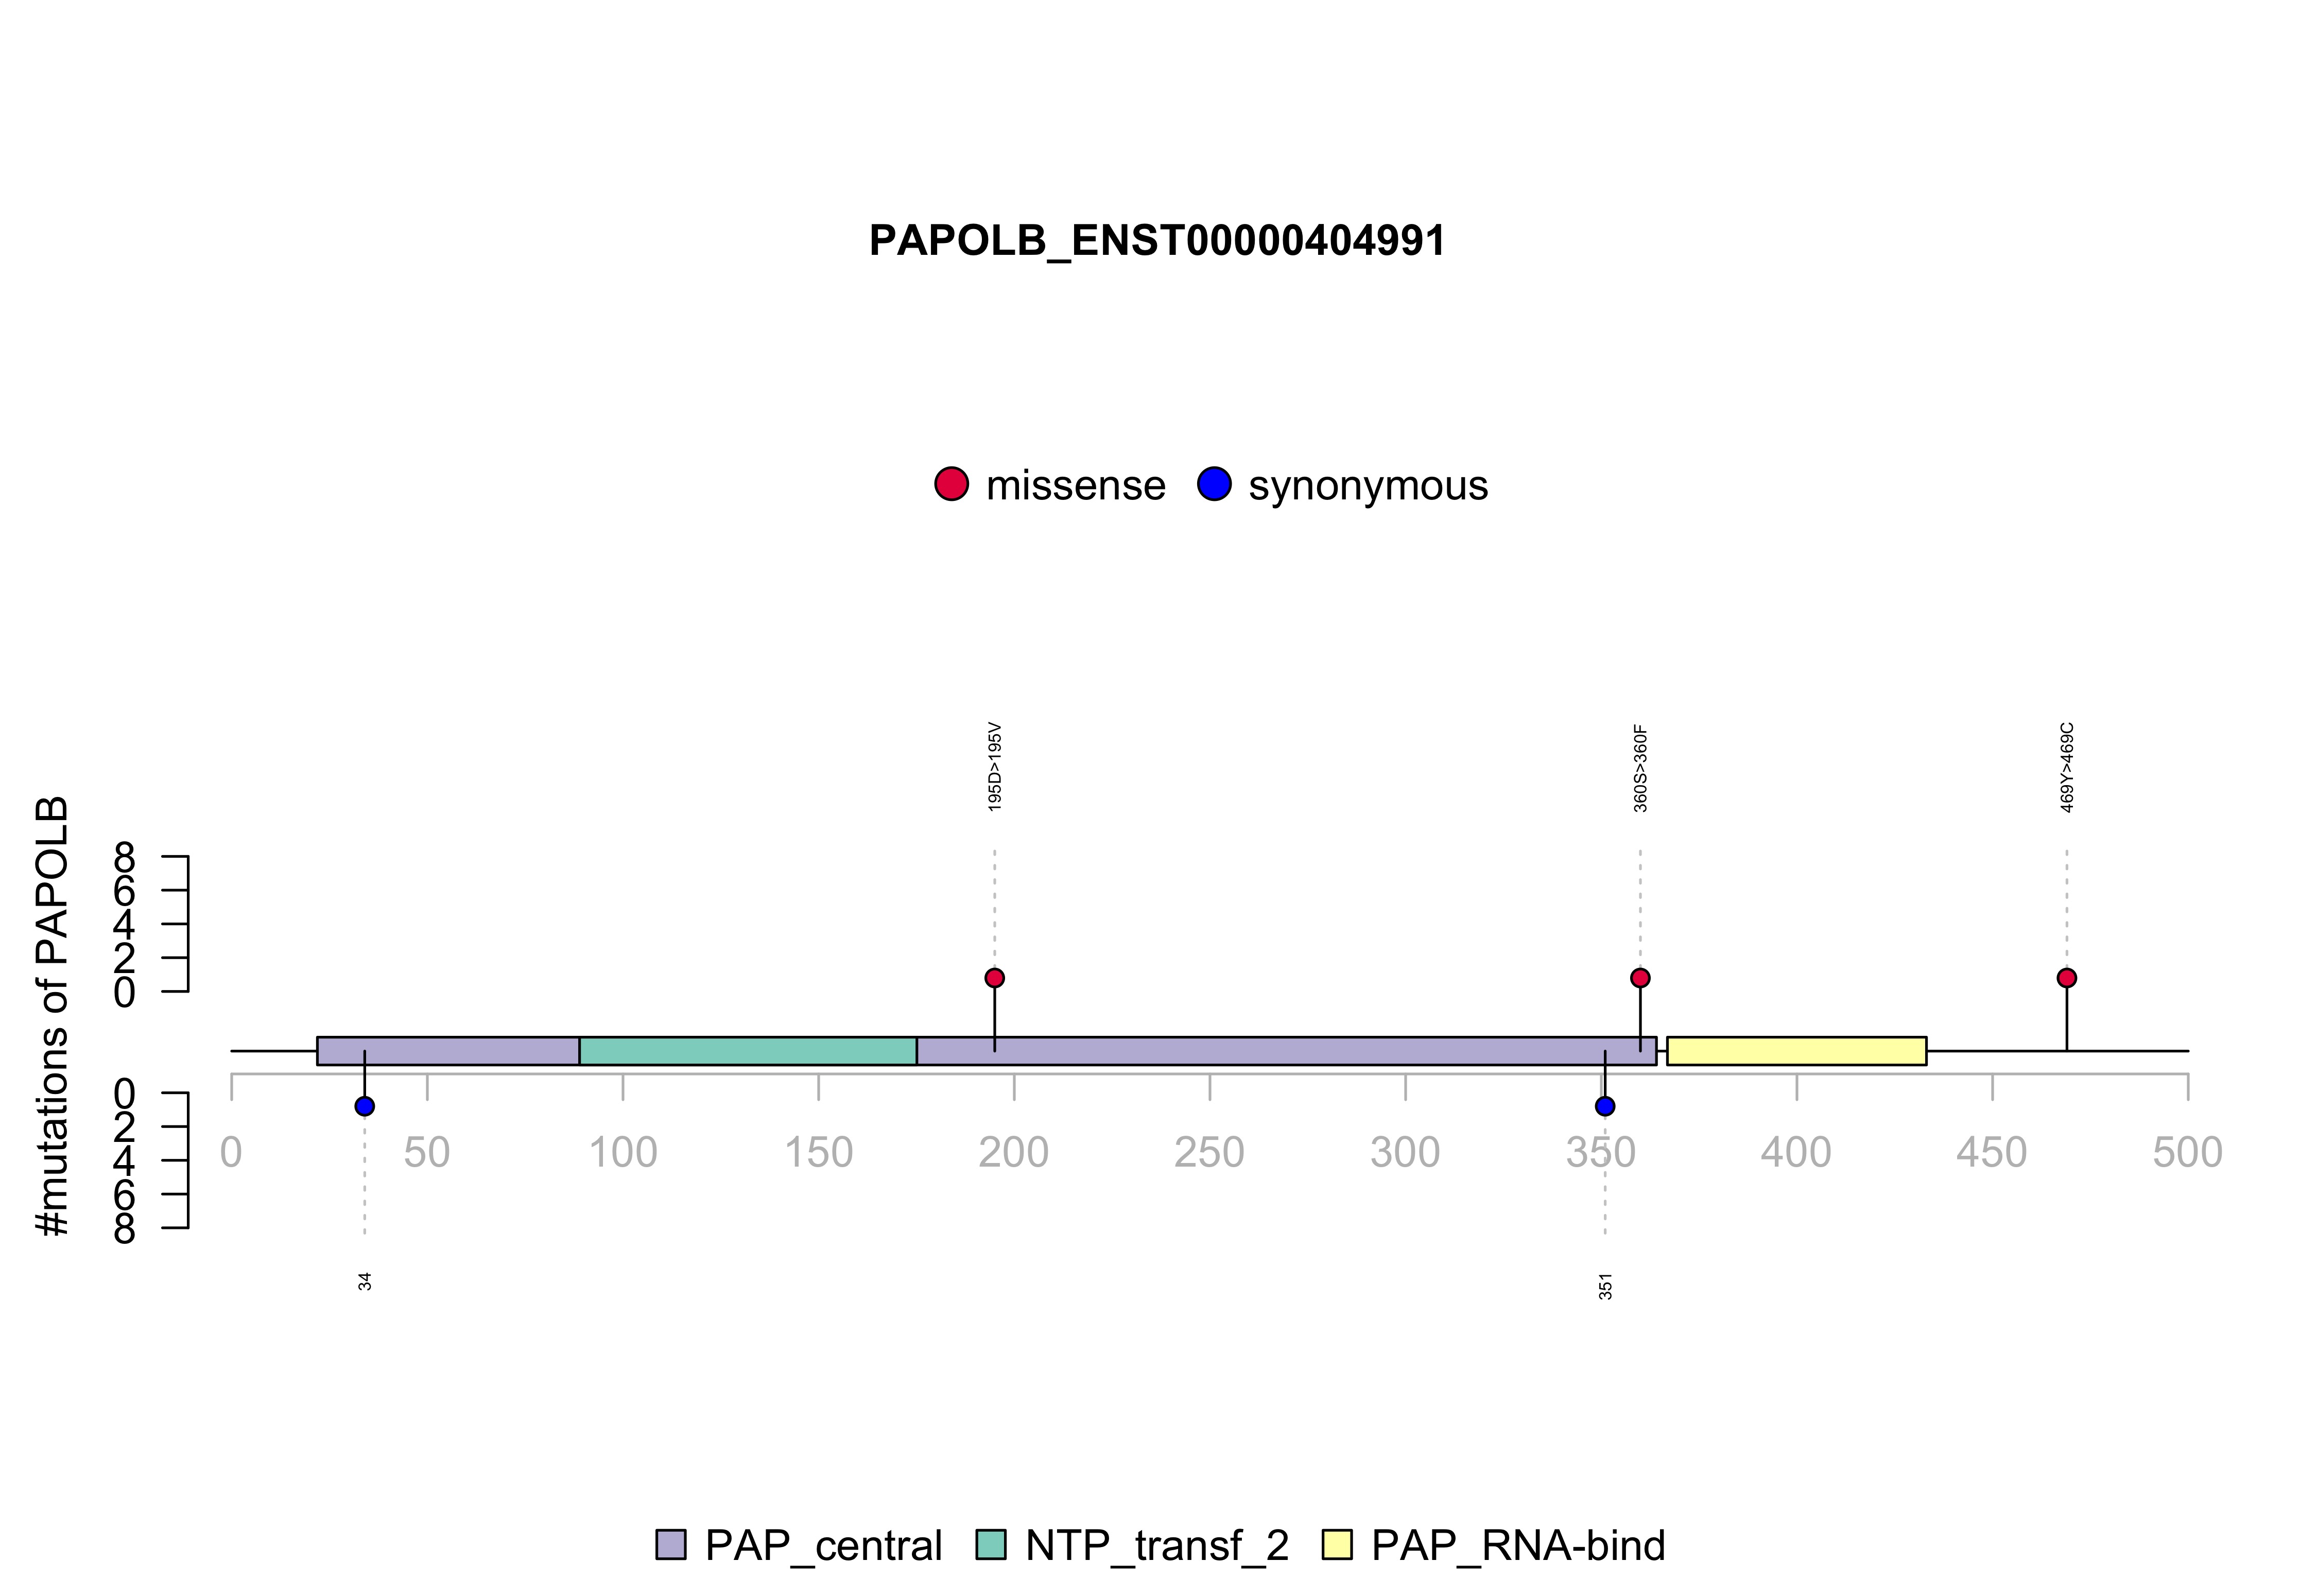 PAPOLB_ENST00000404991
missense synonymous
195D>195V 360S>360F 469Y>469C
#mutations of PAPOLB
8
6
4
2
0
0
2
4
6
8
0 50 100 150 200 250 300 350 400 450 500
34 351
PAP_central NTP_transf_2 PAP_RNA-bind